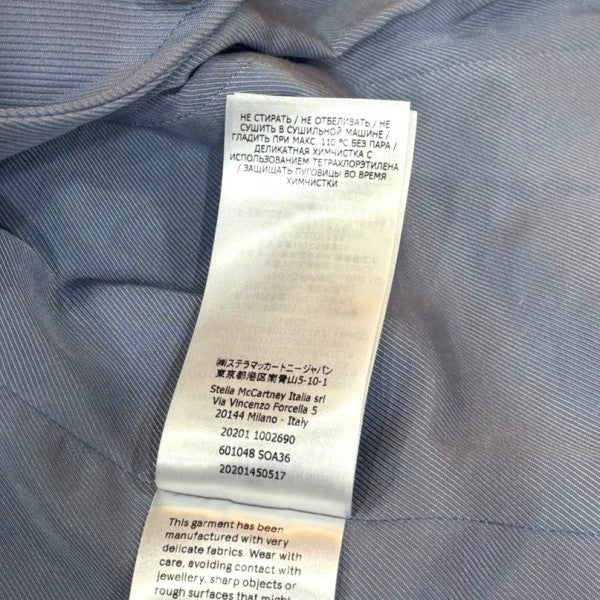 НЕ СТИРАТЬ / НЕ ОТБЕЛИВАТЬ / НЕ
СУШИТЬ В СУШИЛЬНОЙ МАШИНЕ /
ГЛАДИТЬ ПРИ МАКС. 110 ºC БЕЗ ПАРА /
ДЕЛИКАТНАЯ ХИМЧИСТКА С
ИСПОЛЬЗОВАНИЕМ ТЕТРАХЛОРЭТИЛЕНА
/ ЗАЩИЩАТЬ ПУГОВИЦЫ ВО ВРЕМЯ
ХИМЧИСТКИ
㈱ステラマッカートニージャパン
東京都港区南青山5-10-1
Stella McCartney Italia srl
Via Vincenzo Forcella 5
20144 Milano - Italy
20201 1002690
601048 SOA36
20201450517
This garment has been
manufactured with very
delicate fabrics. Wear with
care, avoiding contact with
jewellery, sharp objects or
rough surfaces that might